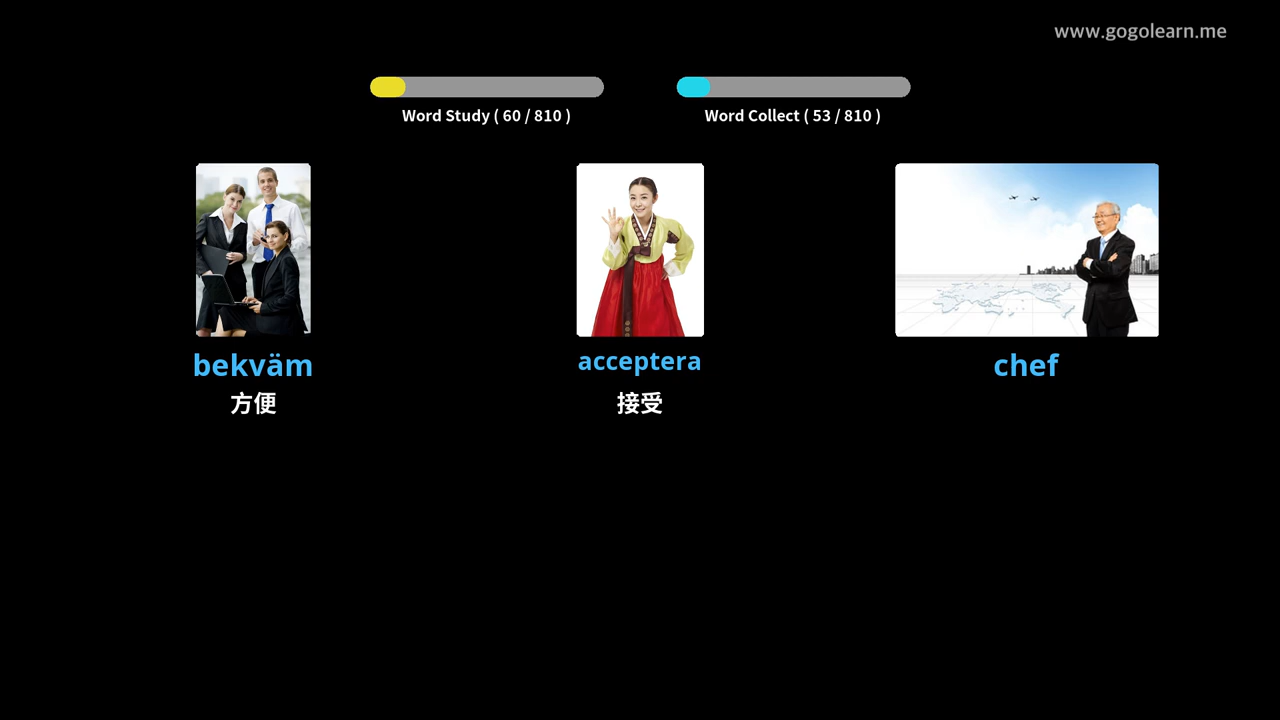 www.gogolearn.me
Word Study ( 60 / 810 )
Word Collect ( 53 / 810 )
bekväm
方便
acceptera
接受
chef